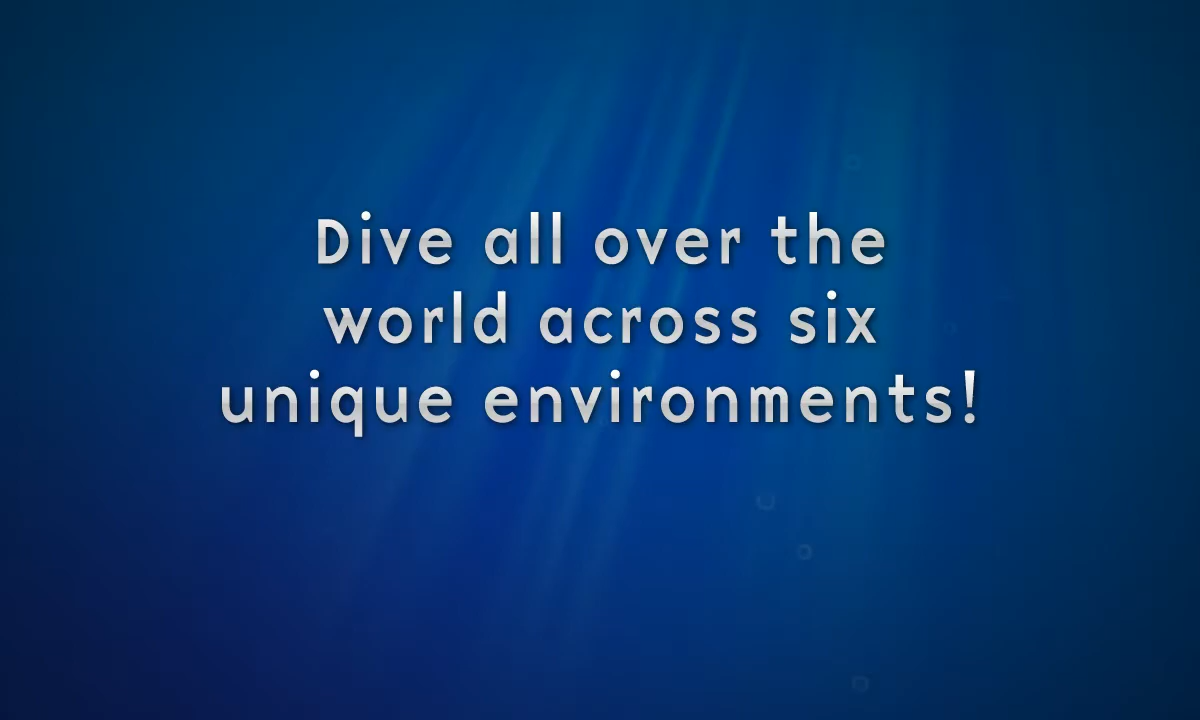 Dive all over the
world across six
unique environments!